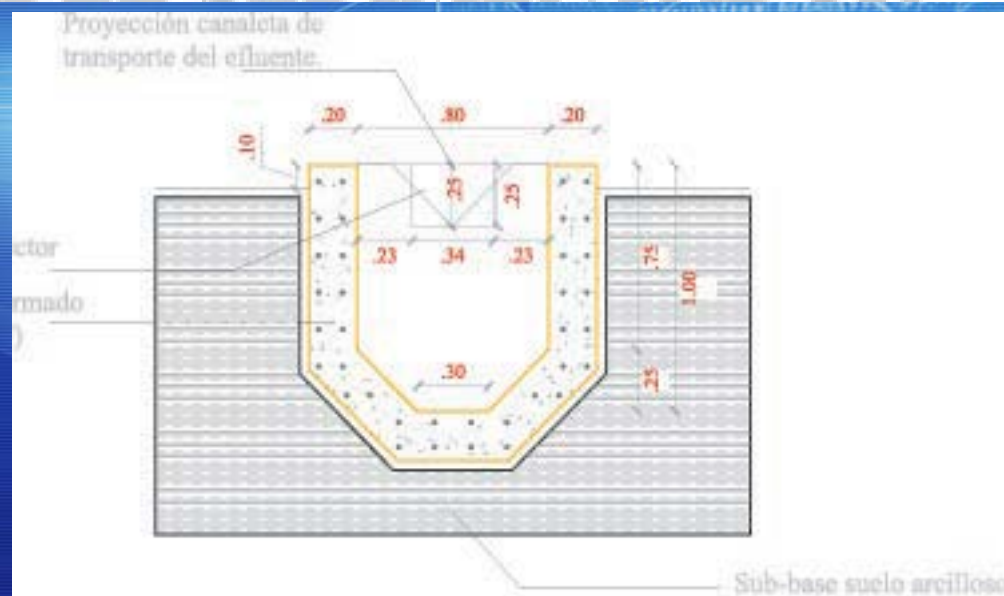 Proyección canaleta de
transporte del efluente.
.20
.80
.20
.10
.25
.25
ctor
.23
.34
.23
.75
1.00
rmado
)
.30
.25
Sub-base suelo arcilloso